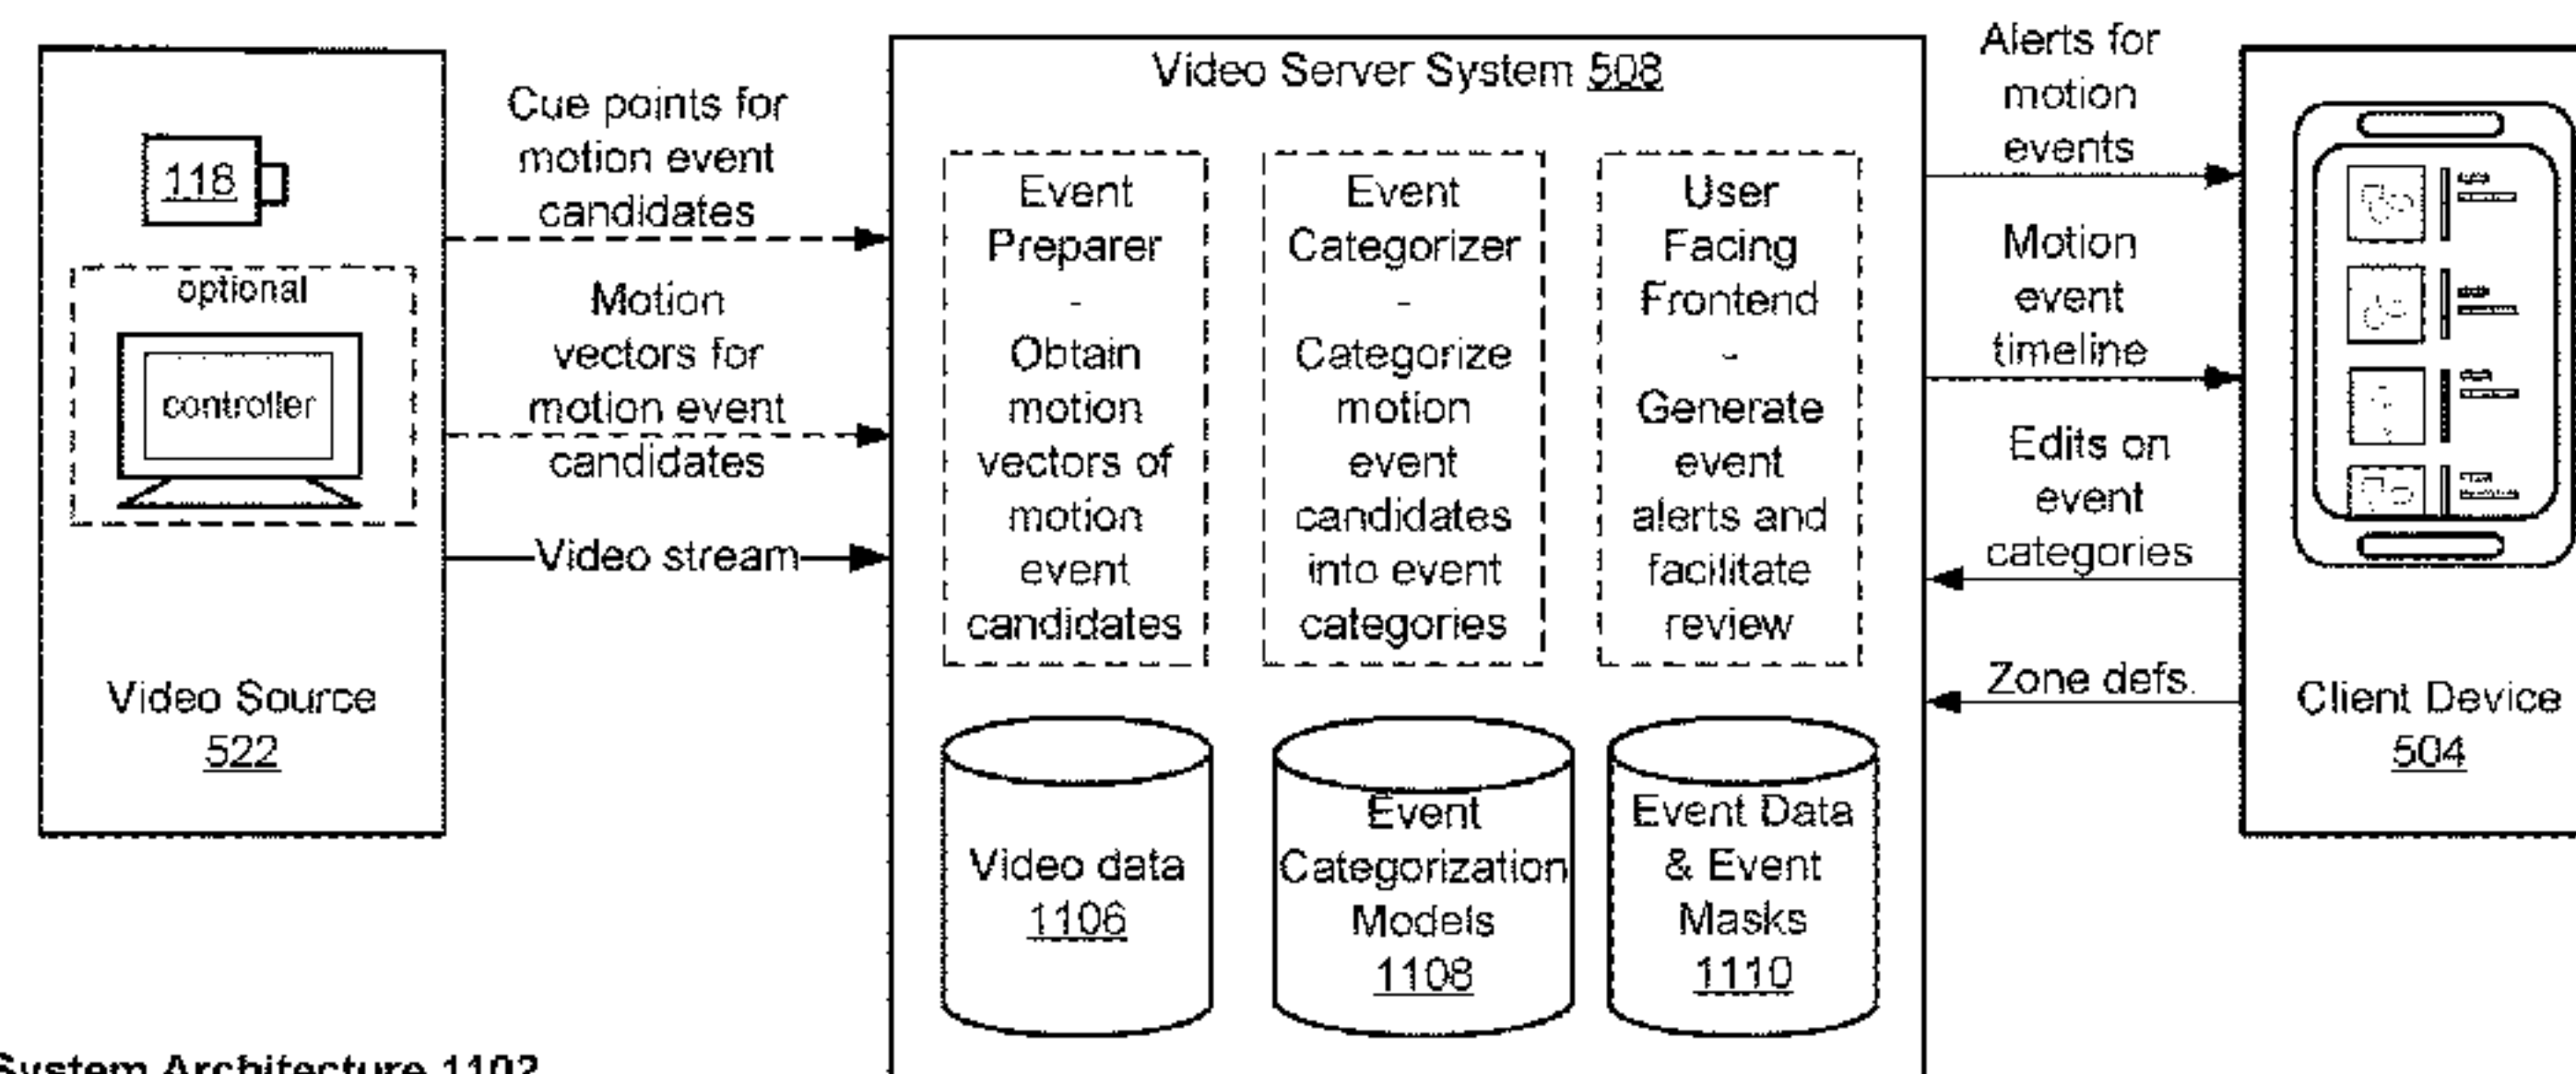 118
optional
controller
Video Source
522
Cue points for
motion event
candidates
Motion
vectors for
motion event
candidates
Video stream
Video Server System 508
Event
Preparer
-
Obtain
motion
vectors of
motion
event
candidates
Event
Categorizer
-
Categorize
motion
event
candidates
into event
categories
User
Facing
Frontend
-
Generate
event
alerts and
facilitate
review
Video data
1106
Event
Categorization
Models
1108
Event Data
& Event
Masks
1110
Alerts for
motion
events
Motion
event
timeline
Edits on
event
categories
Zone defs.
Client Device
504
System Architecture 1102